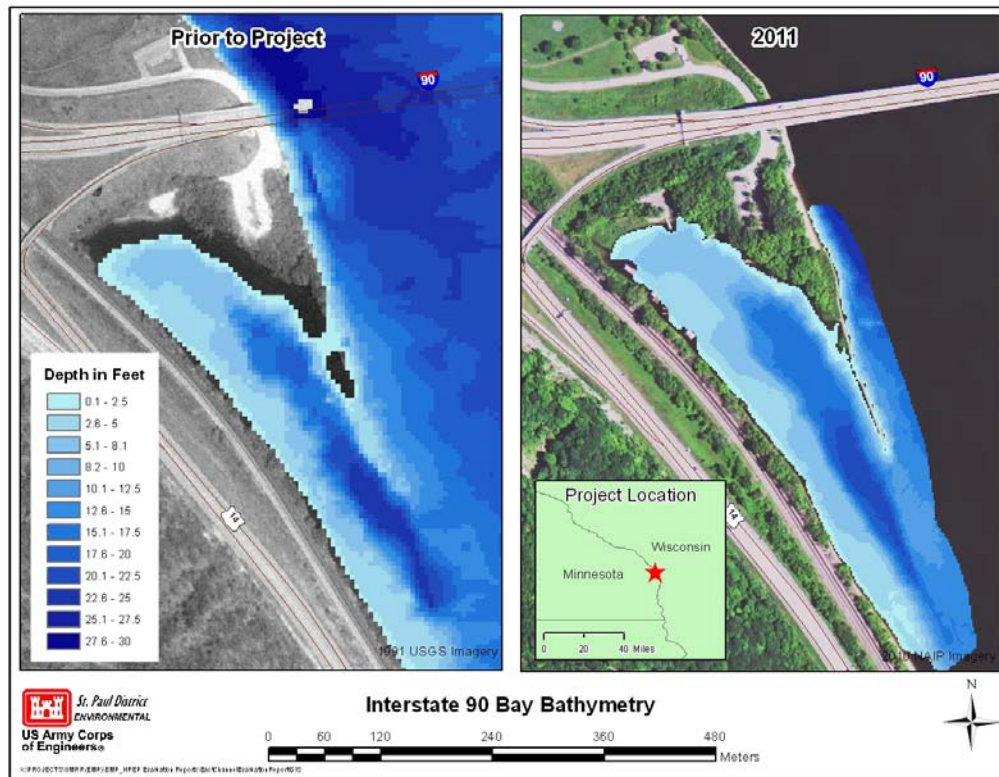 Prior to Project
90
Depth in Feet
0.1 - 2.5
2.6 - 5
5.1 - 8.1
8.2 - 10
10.1 - 12.5
12.6 - 15
15.1 - 17.5
17.6 - 20
20.1 - 22.5
22.6 - 25
25.1 - 27.5
27.6 - 30
14
1991 USGS Imagery
2011
90
14
Project Location
Wisconsin
Minnesota
0 20 40 Miles
2010 NAIP Imagery
St. Paul District
ENVIRONMENTAL
US Army Corps
of Engineers®
Interstate 90 Bay Bathymetry
0 30 60 120 240 360 480
Meters
N